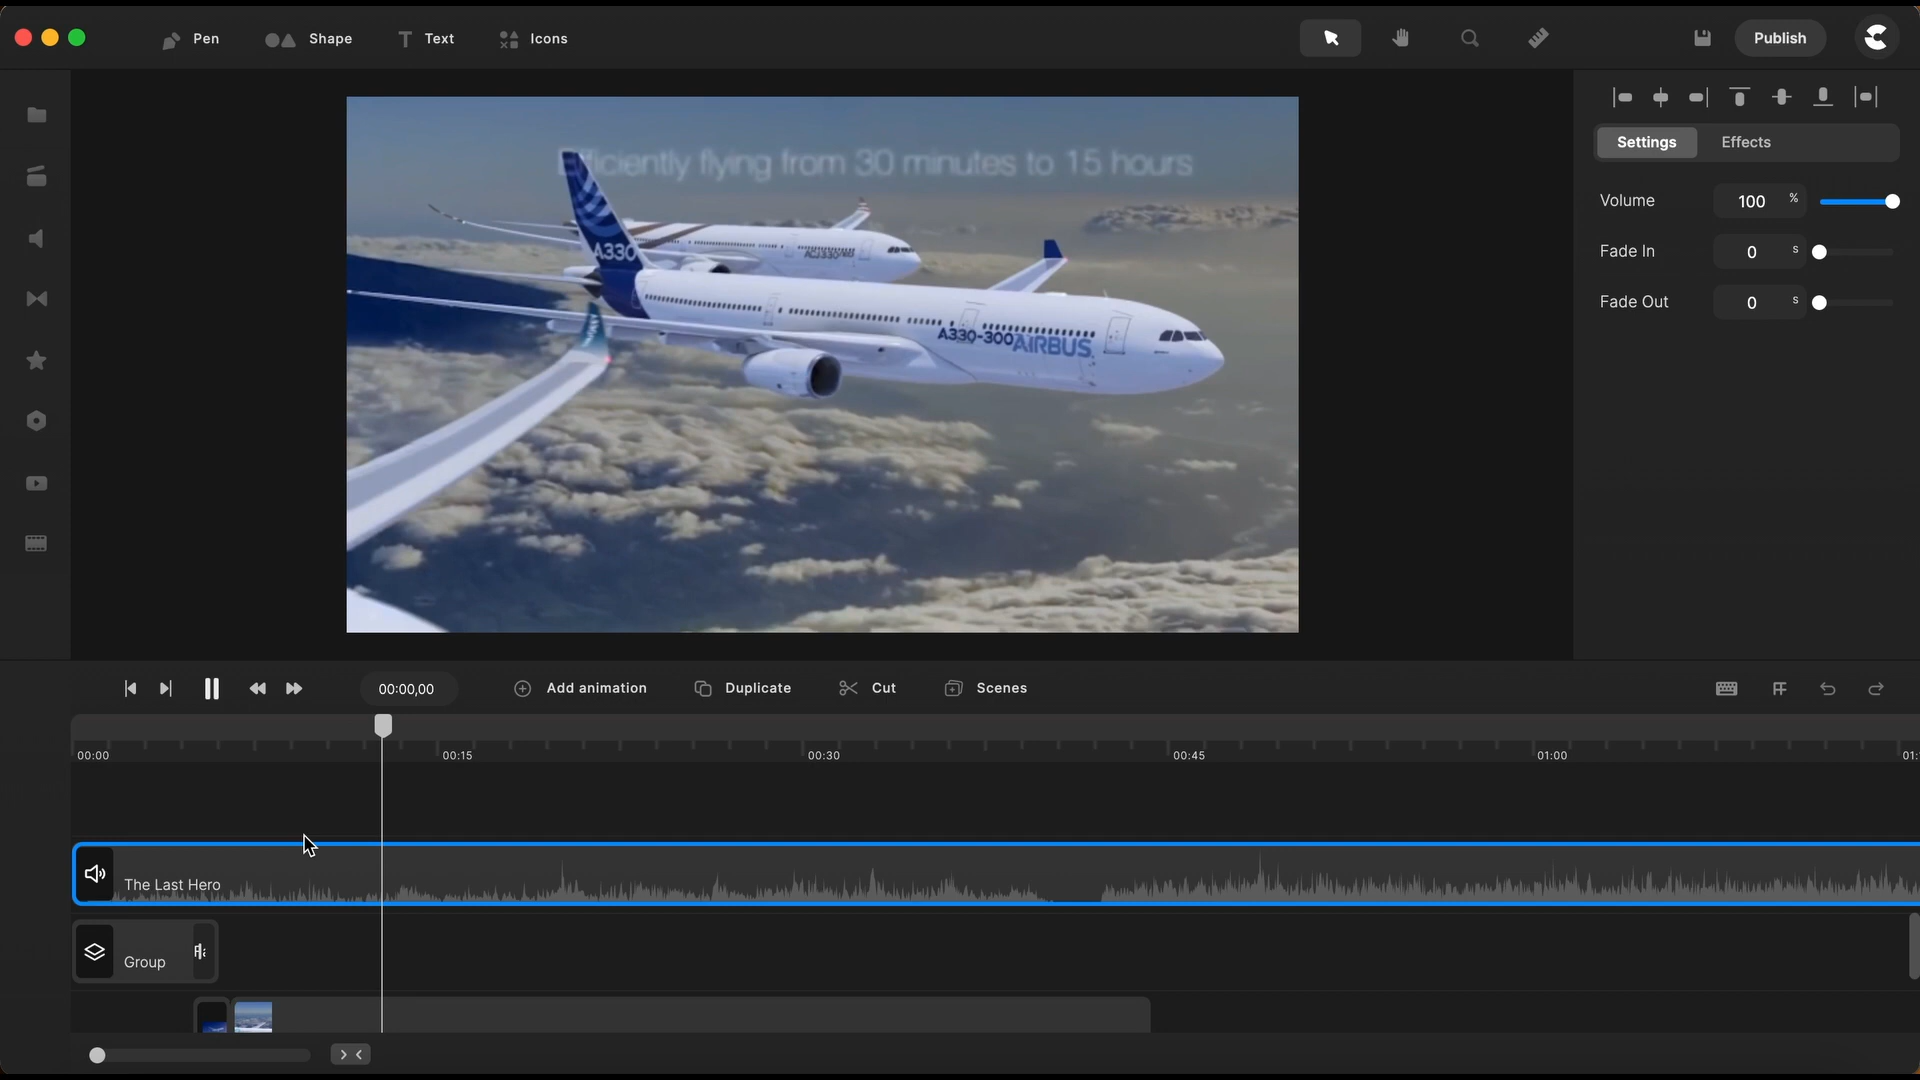 Pen
Shape
Text
Icons
Publish
Settings
Effects
Volume 100 %
Fade In 0 s
Fade Out 0 s
Efficiently flying from 30 minutes to 15 hours
A330
A330-300 AIRBUS
00:00,00
Add animation
Duplicate
Cut
Scenes
00:00
00:15
00:30
00:45
01:00
The Last Hero
Group